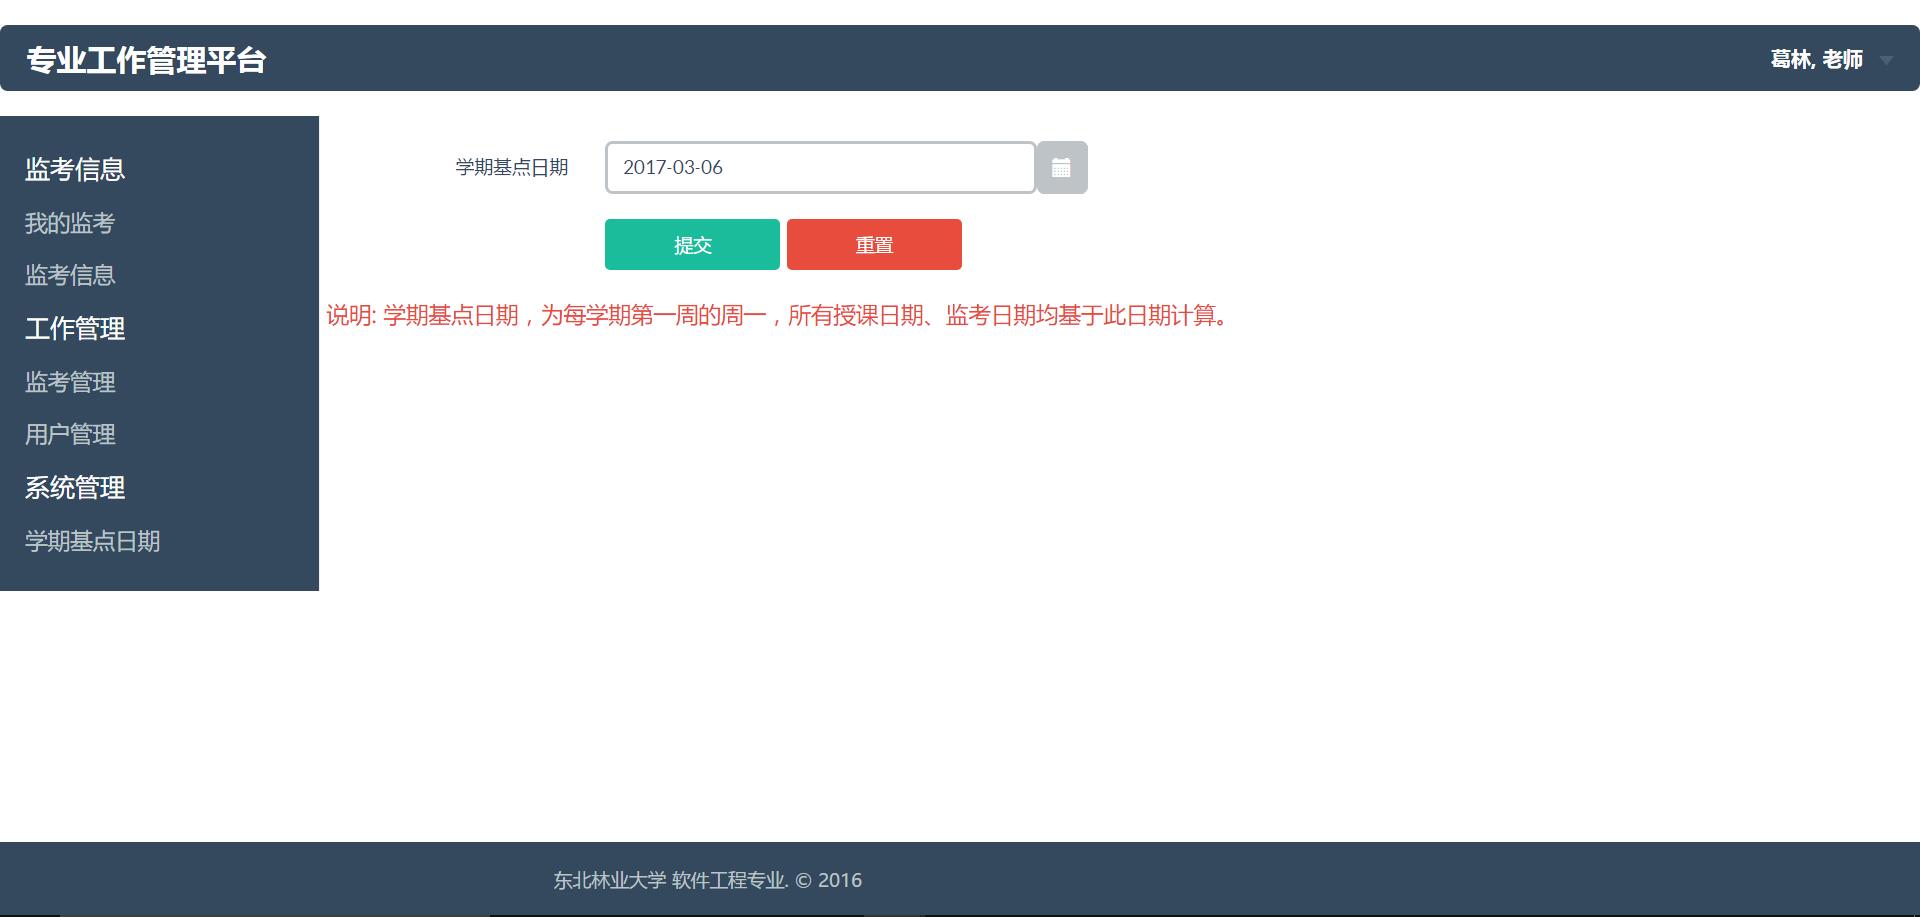 专业工作管理平台
葛林, 老师
监考信息
我的监考
监考信息
工作管理
监考管理
用户管理
系统管理
学期基点日期
学期基点日期
2017-03-06
提交
重置
说明: 学期基点日期，为每学期第一周的周一，所有授课日期、监考日期均基于此日期计算。
东北林业大学 软件工程专业. © 2016